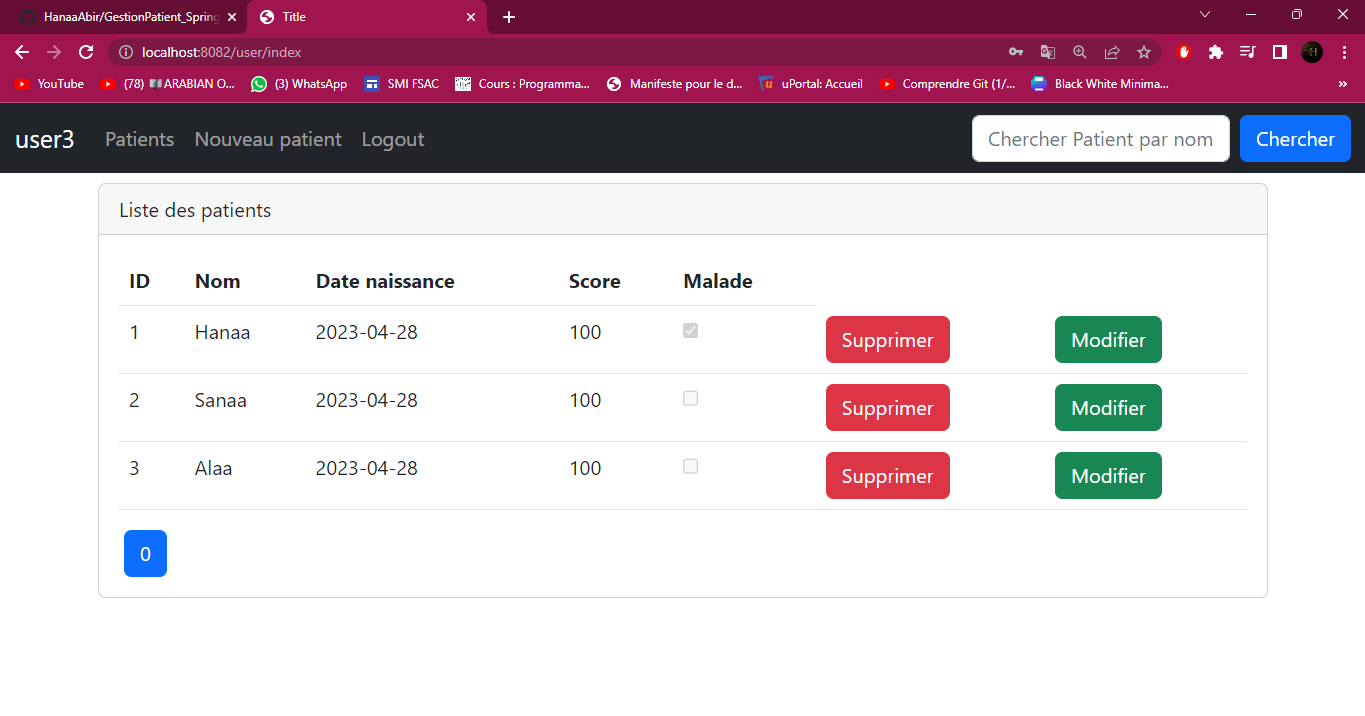 HanaaAbir/GestionPatient_Spring
Title
localhost:8082/user/index
YouTube
(78) ARABIAN O...
(3) WhatsApp
SMI FSAC
Cours : Programma...
Manifeste pour le d...
uPortal: Accueil
Comprendre Git (1/...
Black White Minima...
»
user3 Patients Nouveau patient Logout Chercher Patient par nom Chercher
Liste des patients
ID Nom Date naissance Score Malade
1 Hanaa 2023-04-28 100 Supprimer Modifier
2 Sanaa 2023-04-28 100 Supprimer Modifier
3 Alaa 2023-04-28 100 Supprimer Modifier
0